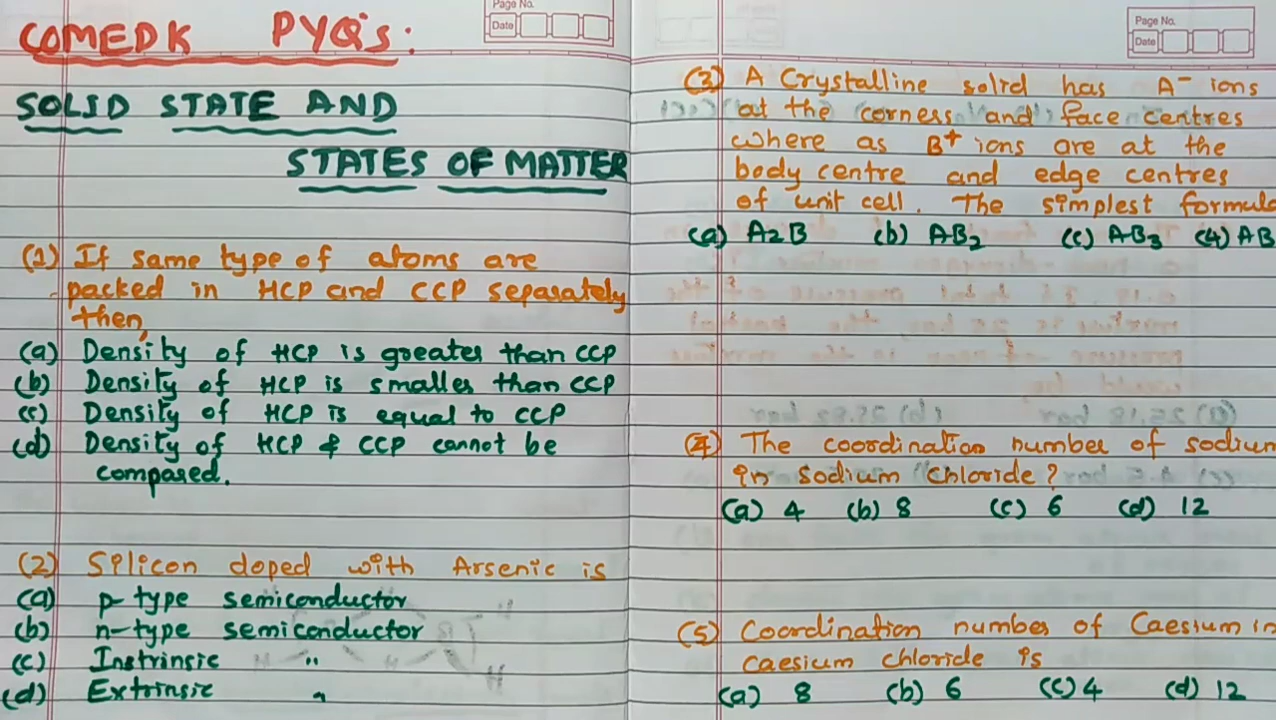 Page No.
Date
COMEDK PYQ's:
SOLID STATE AND
STATES OF MATTER
(1) If same type of atoms are
packed in HCP and CCP separately
then,
(a) Density of HCP is greater than CCP
(b) Density of HCP is smaller than CCP
(c) Density of HCP is equal to CCP
(d) Density of HCP & CCP cannot be
compared.
(2) Silicon doped with Arsenic is
(a) p-type semiconductor
(b) n-type semiconductor
(c) Instrinsic "
(d) Extrinsic "
Page No.
Date
(3) A Crystalline solid has A⁻ ions
at the corners and face centres
where as B⁺ ions are at the
body centre and edge centres
of unit cell. The simplest formula
(a) A₂B (b) AB₂ (c) AB₃ (4) AB
(4) The coordination number of sodium
in sodium chloride?
(a) 4 (b) 8 (c) 6 (d) 12
(5) Coordination number of Caesium in
caesium chloride is
(a) 8 (b) 6 (c) 4 (d) 12